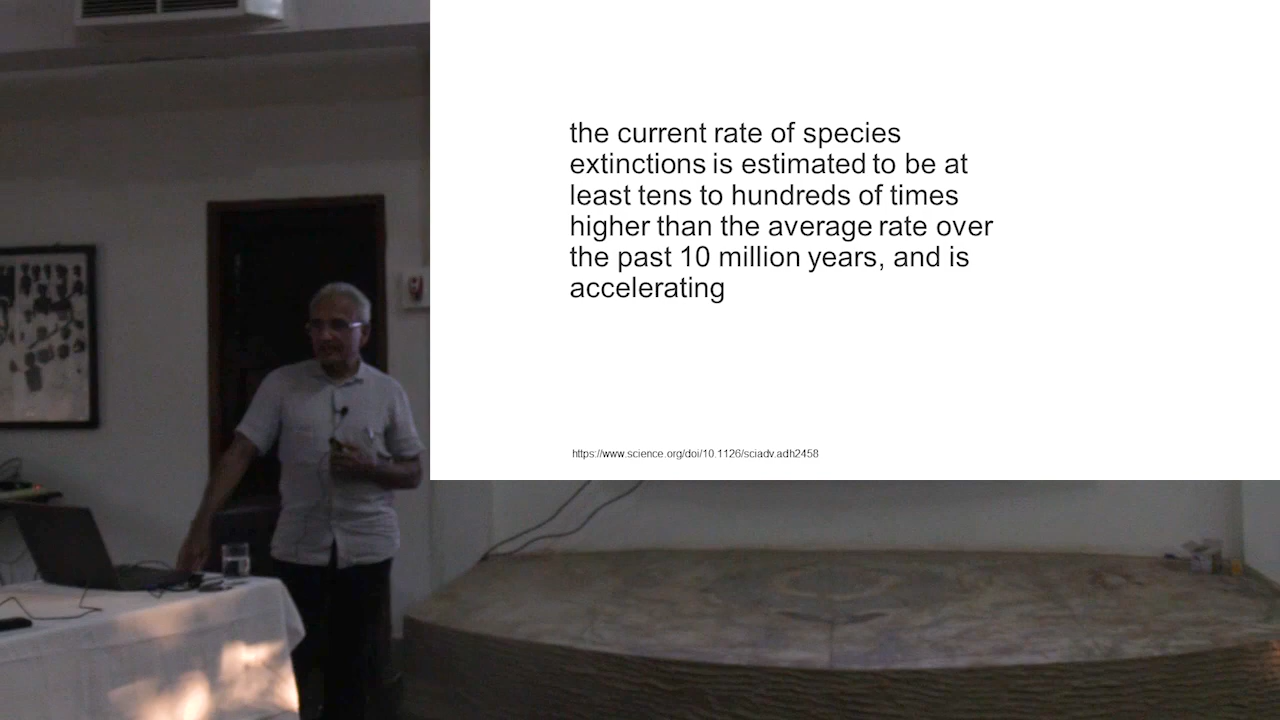 the current rate of species
extinctions is estimated to be at
least tens to hundreds of times
higher than the average rate over
the past 10 million years, and is
accelerating
https://www.science.org/doi/10.1126/sciadv.adh2458